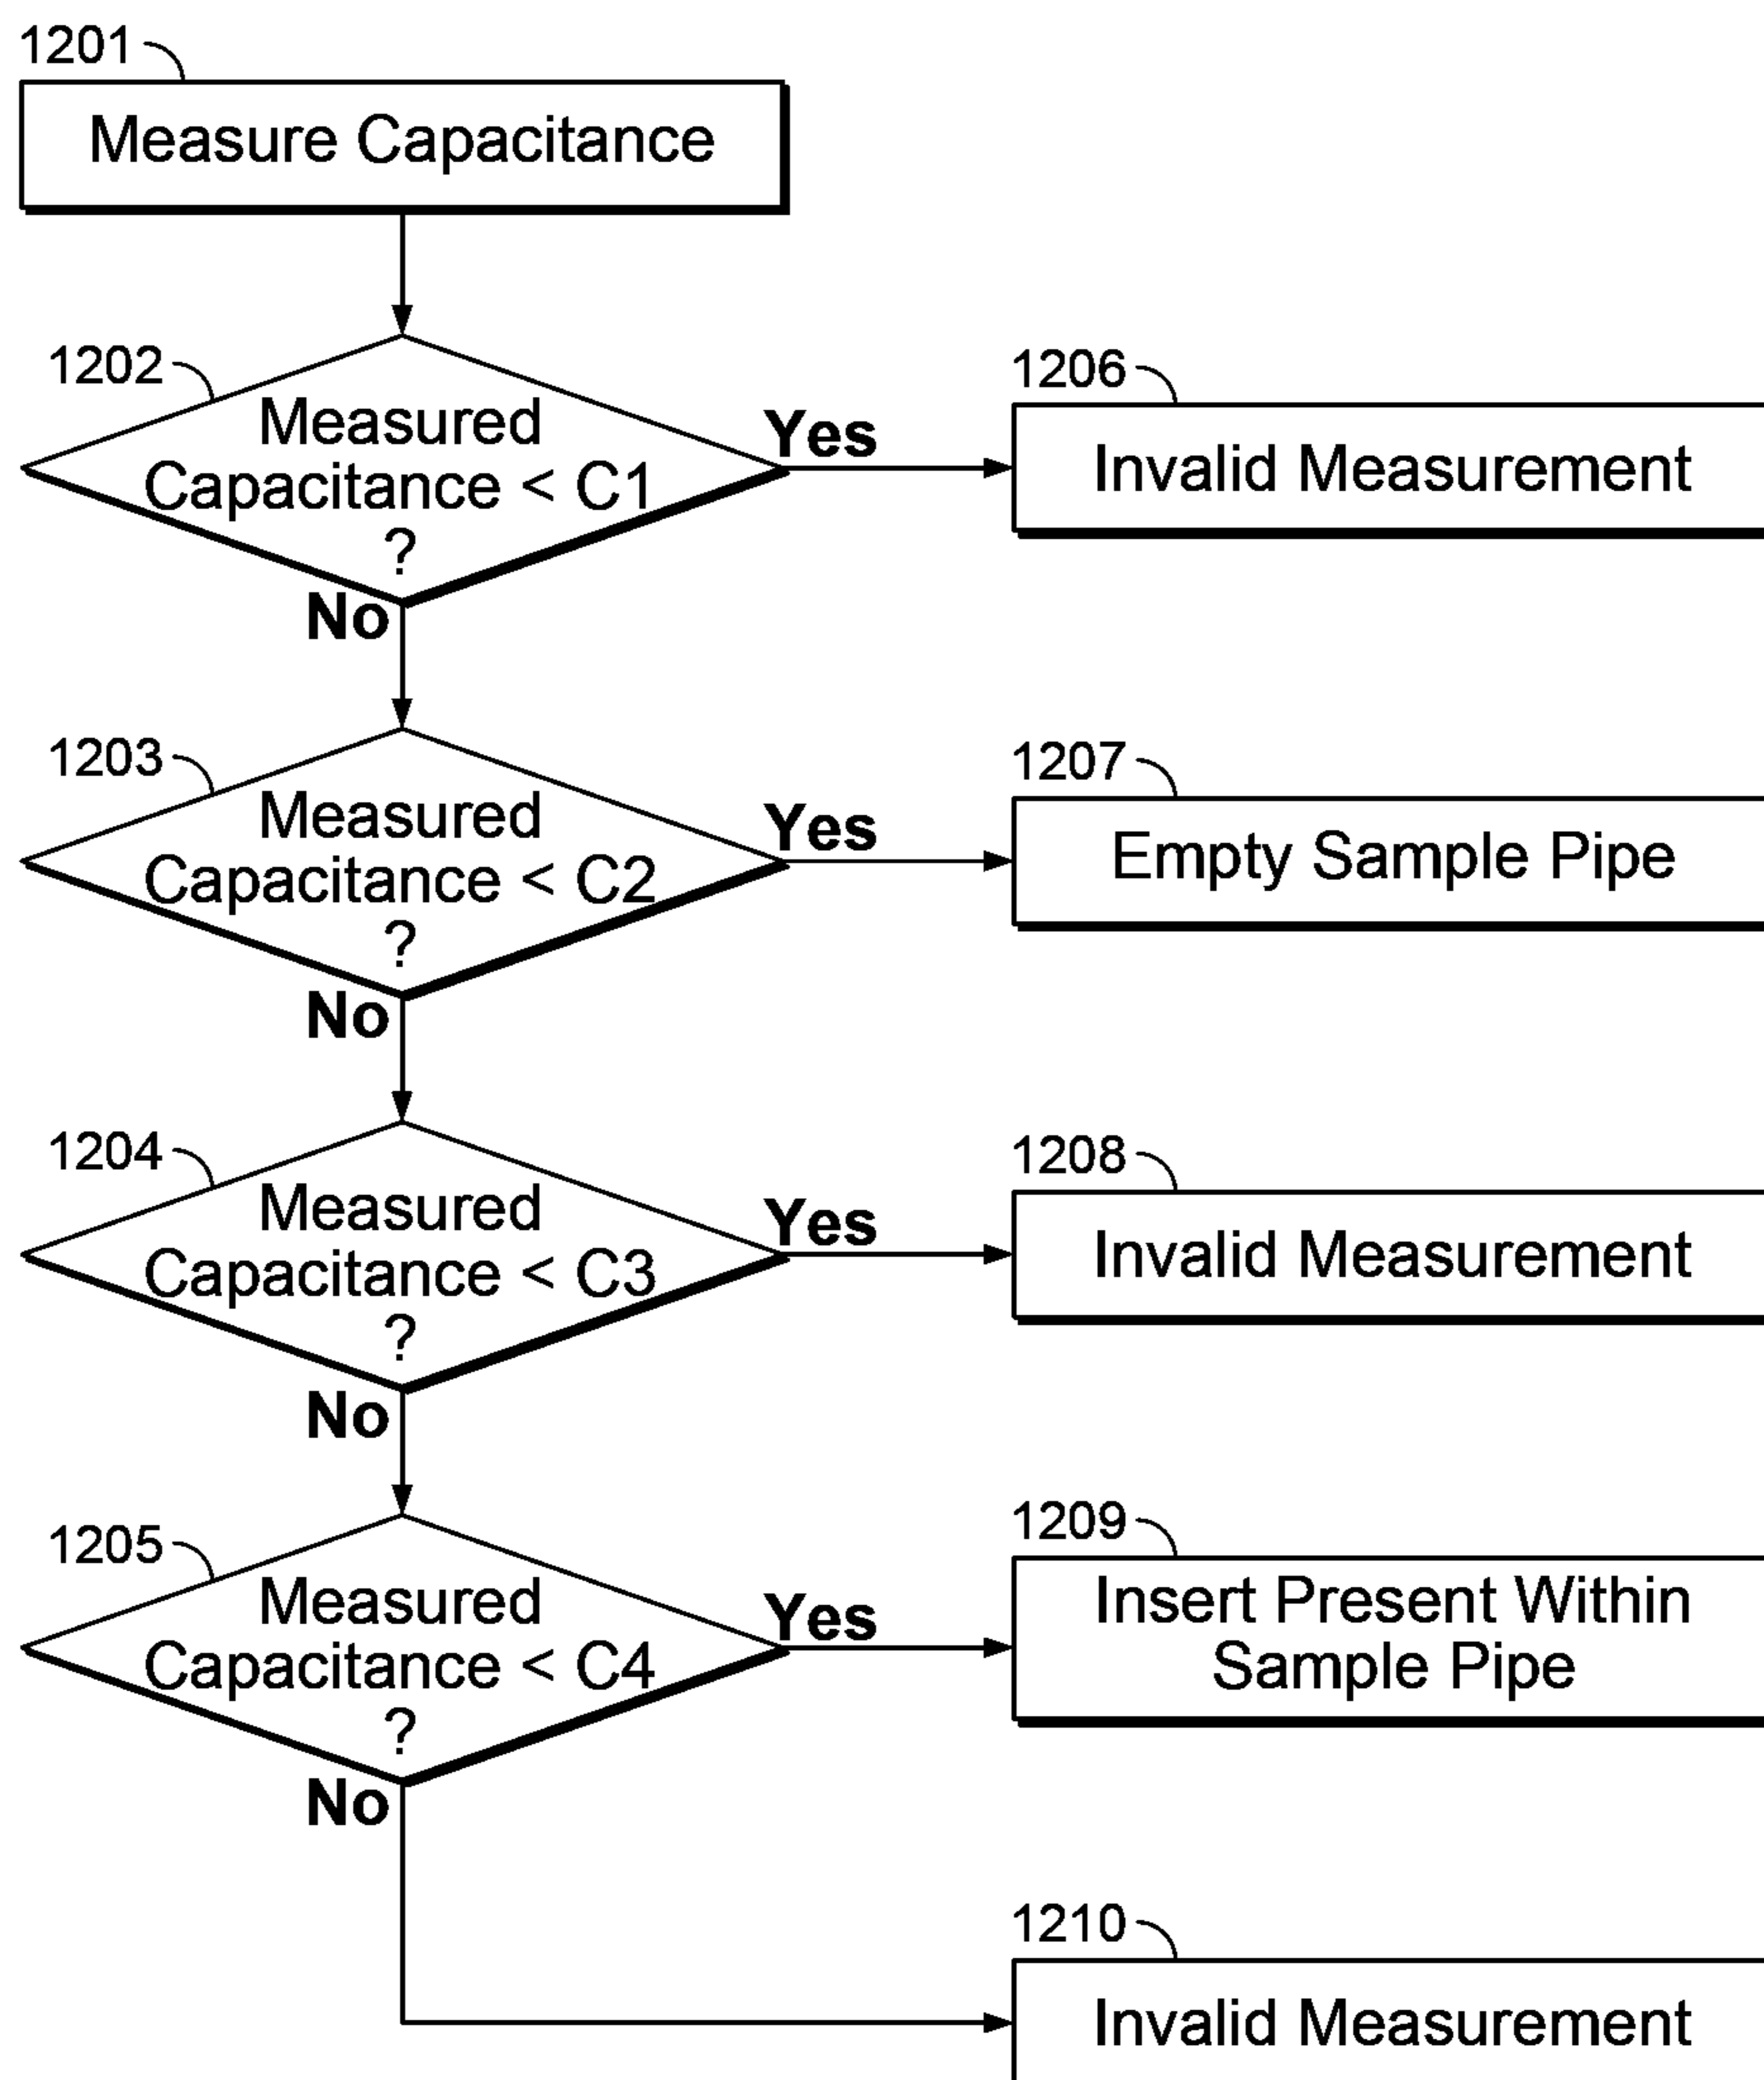 1201
Measure Capacitance
1202
Measured
Capacitance < C1
?
Yes
No
1206
Invalid Measurement
1203
Measured
Capacitance < C2
?
Yes
No
1207
Empty Sample Pipe
1204
Measured
Capacitance < C3
?
Yes
No
1208
Invalid Measurement
1205
Measured
Capacitance < C4
?
Yes
No
1209
Insert Present Within
Sample Pipe
1210
Invalid Measurement